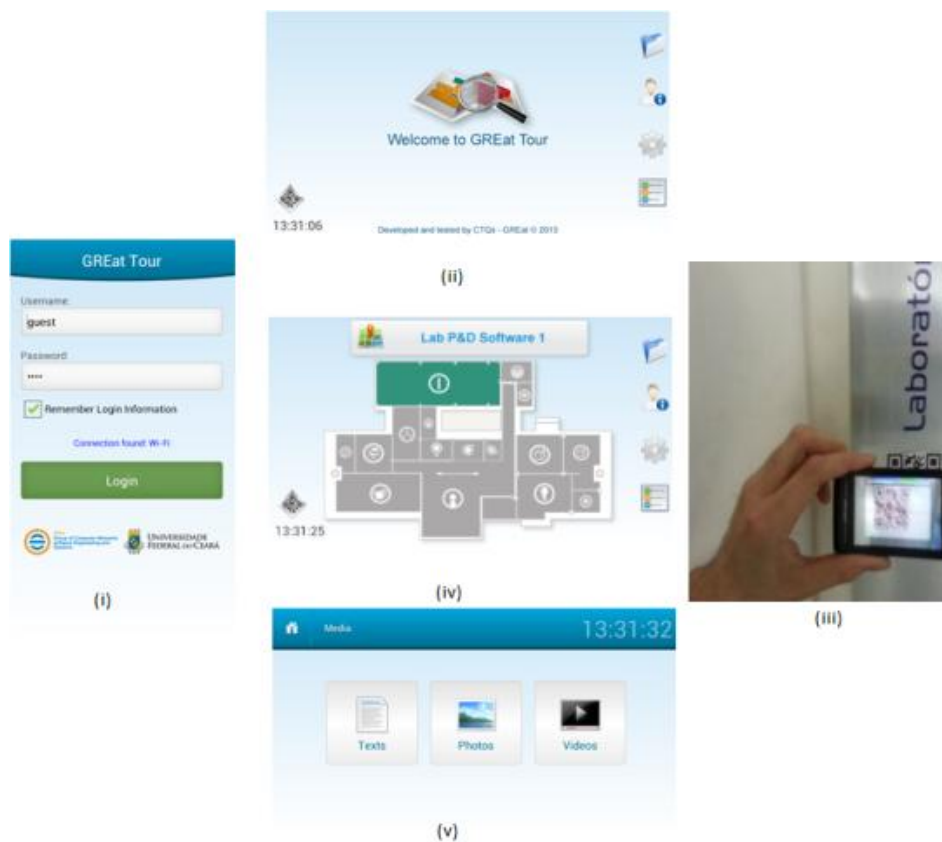 Welcome to GREat Tour
13:31:06
Developed and tested by CTQs - GREat © 2013
(ii)
GREat Tour
Username
guest
Password
••••
Remember Login Information
Connection found: Wi-Fi
Login
UNIVERSIDADE
FEDERAL DO CEARÁ
(i)
Lab P&D Software 1
13:31:25
(iv)
Laboratór
(iii)
Media
13:31:32
Texts
Photos
Videos
(v)